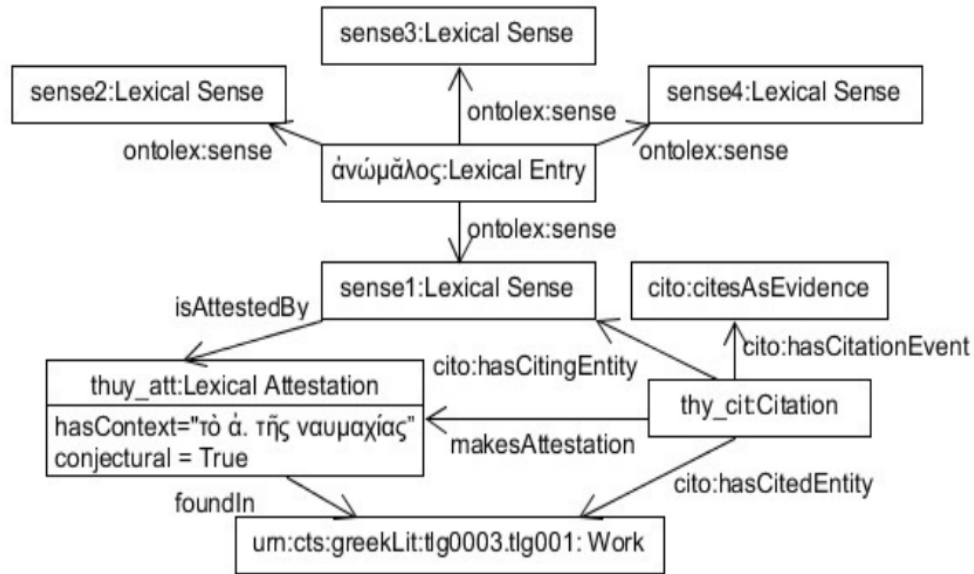 sense3:Lexical Sense
sense2:Lexical Sense
sense4:Lexical Sense
ontolex:sense
ontolex:sense
ontolex:sense
ἀνώμᾰλος:Lexical Entry
ontolex:sense
sense1:Lexical Sense
cito:citesAsEvidence
isAttestedBy
cito:hasCitationEvent
cito:hasCitingEntity
thuy_att:Lexical Attestation
thy_cit:Citation
hasContext="τὸ ἀ. τῆς ναυμαχίας"
conjectural = True
makesAttestation
cito:hasCitedEntity
foundIn
urn:cts:greekLit:tlg0003.tlg001: Work